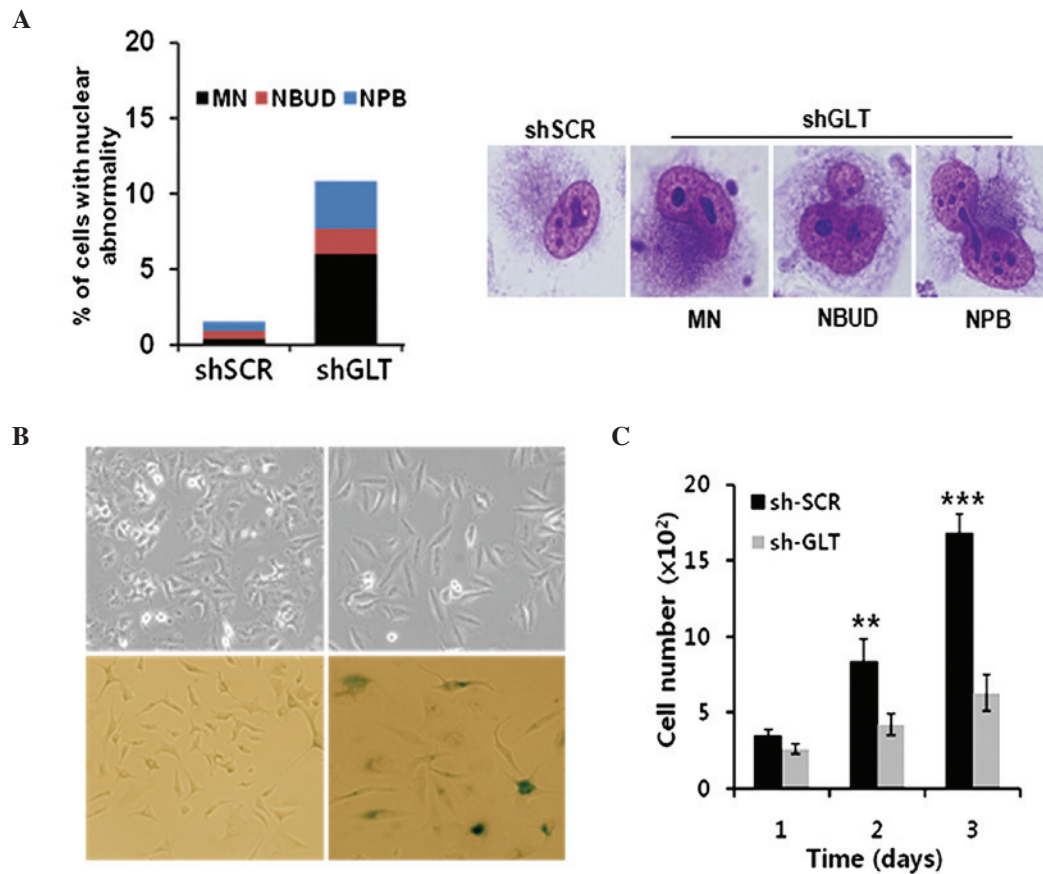 A
20
15
10
5
0
% of cells with nuclear
abnormality
MN NBUD NPB
shSCR shGLT
shSCR shGLT
MN NBUD NPB
B
C
20
15
10
5
0
Cell number (x10²)
sh-SCR
sh-GLT
**
***
1 2 3
Time (days)